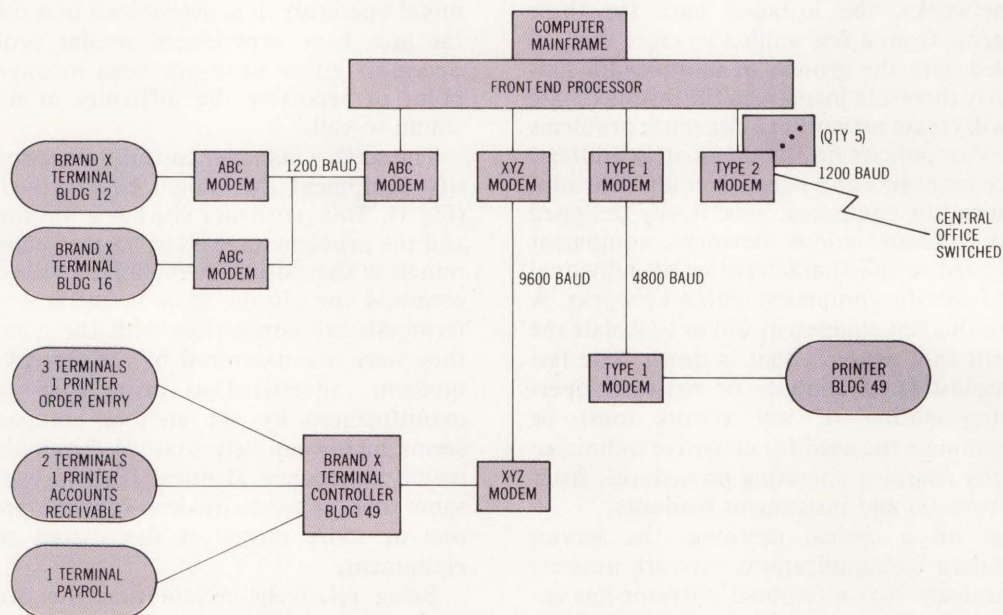 COMPUTER
MAINFRAME
FRONT END PROCESSOR
(QTY 5)
1200 BAUD
BRAND X
TERMINAL
BLDG 12
ABC
MODEM
1200 BAUD
ABC
MODEM
XYZ
MODEM
TYPE 1
MODEM
TYPE 2
MODEM
CENTRAL
OFFICE
SWITCHED
BRAND X
TERMINAL
BLDG 16
ABC
MODEM
9600 BAUD
4800 BAUD
3 TERMINALS
1 PRINTER
ORDER ENTRY
TYPE 1
MODEM
PRINTER
BLDG 49
2 TERMINALS
1 PRINTER
ACCOUNTS
RECEIVABLE
BRAND X
TERMINAL
CONTROLLER
BLDG 49
XYZ
MODEM
1 TERMINAL
PAYROLL